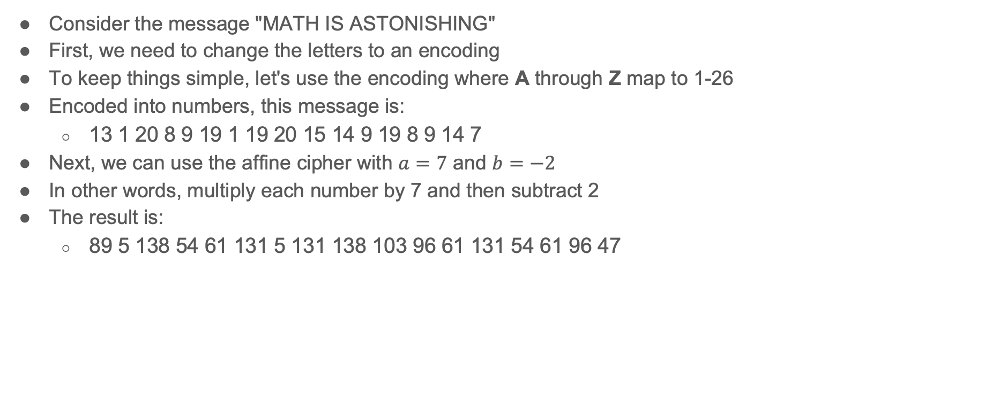 ● Consider the message "MATH IS ASTONISHING"
● First, we need to change the letters to an encoding
● To keep things simple, let's use the encoding where A through Z map to 1-26
● Encoded into numbers, this message is:
○ 13 1 20 8 9 19 1 19 20 15 14 9 19 8 9 14 7
● Next, we can use the affine cipher with a = 7 and b = −2
● In other words, multiply each number by 7 and then subtract 2
● The result is:
○ 89 5 138 54 61 131 5 131 138 103 96 61 131 54 61 96 47